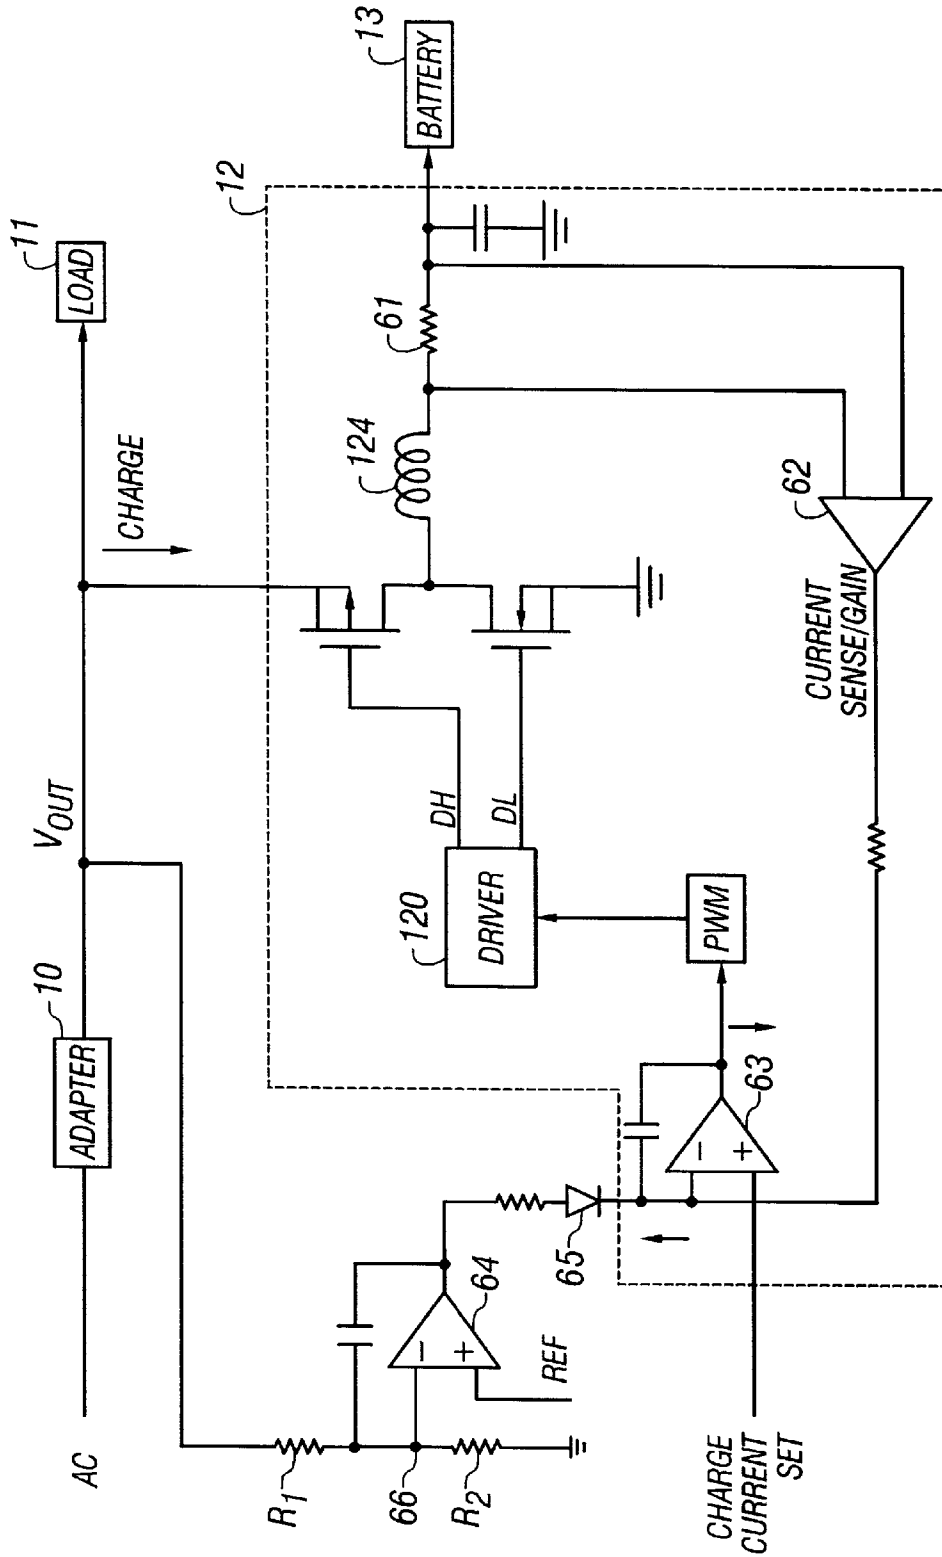 AC
10
ADAPTER
V_OUT
11
LOAD
CHARGE
12
13
BATTERY
120
DRIVER
DH
DL
124
61
PWM
R1
66
R2
64
−
+
REF
65
63
−
+
62
CURRENT
SENSE/GAIN
CHARGE
CURRENT
SET